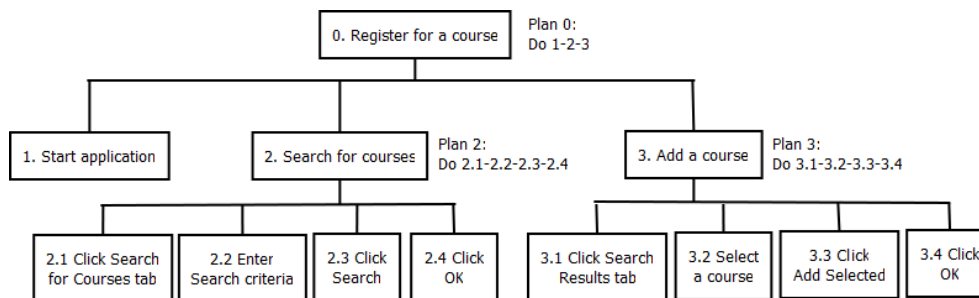 0. Register for a course
Plan 0:
Do 1-2-3
1. Start application
2. Search for courses
Plan 2:
Do 2.1-2.2-2.3-2.4
3. Add a course
Plan 3:
Do 3.1-3.2-3.3-3.4
2.1 Click Search
for Courses tab
2.2 Enter
Search criteria
2.3 Click
Search
2.4 Click
OK
3.1 Click Search
Results tab
3.2 Select
a course
3.3 Click
Add Selected
3.4 Click
OK